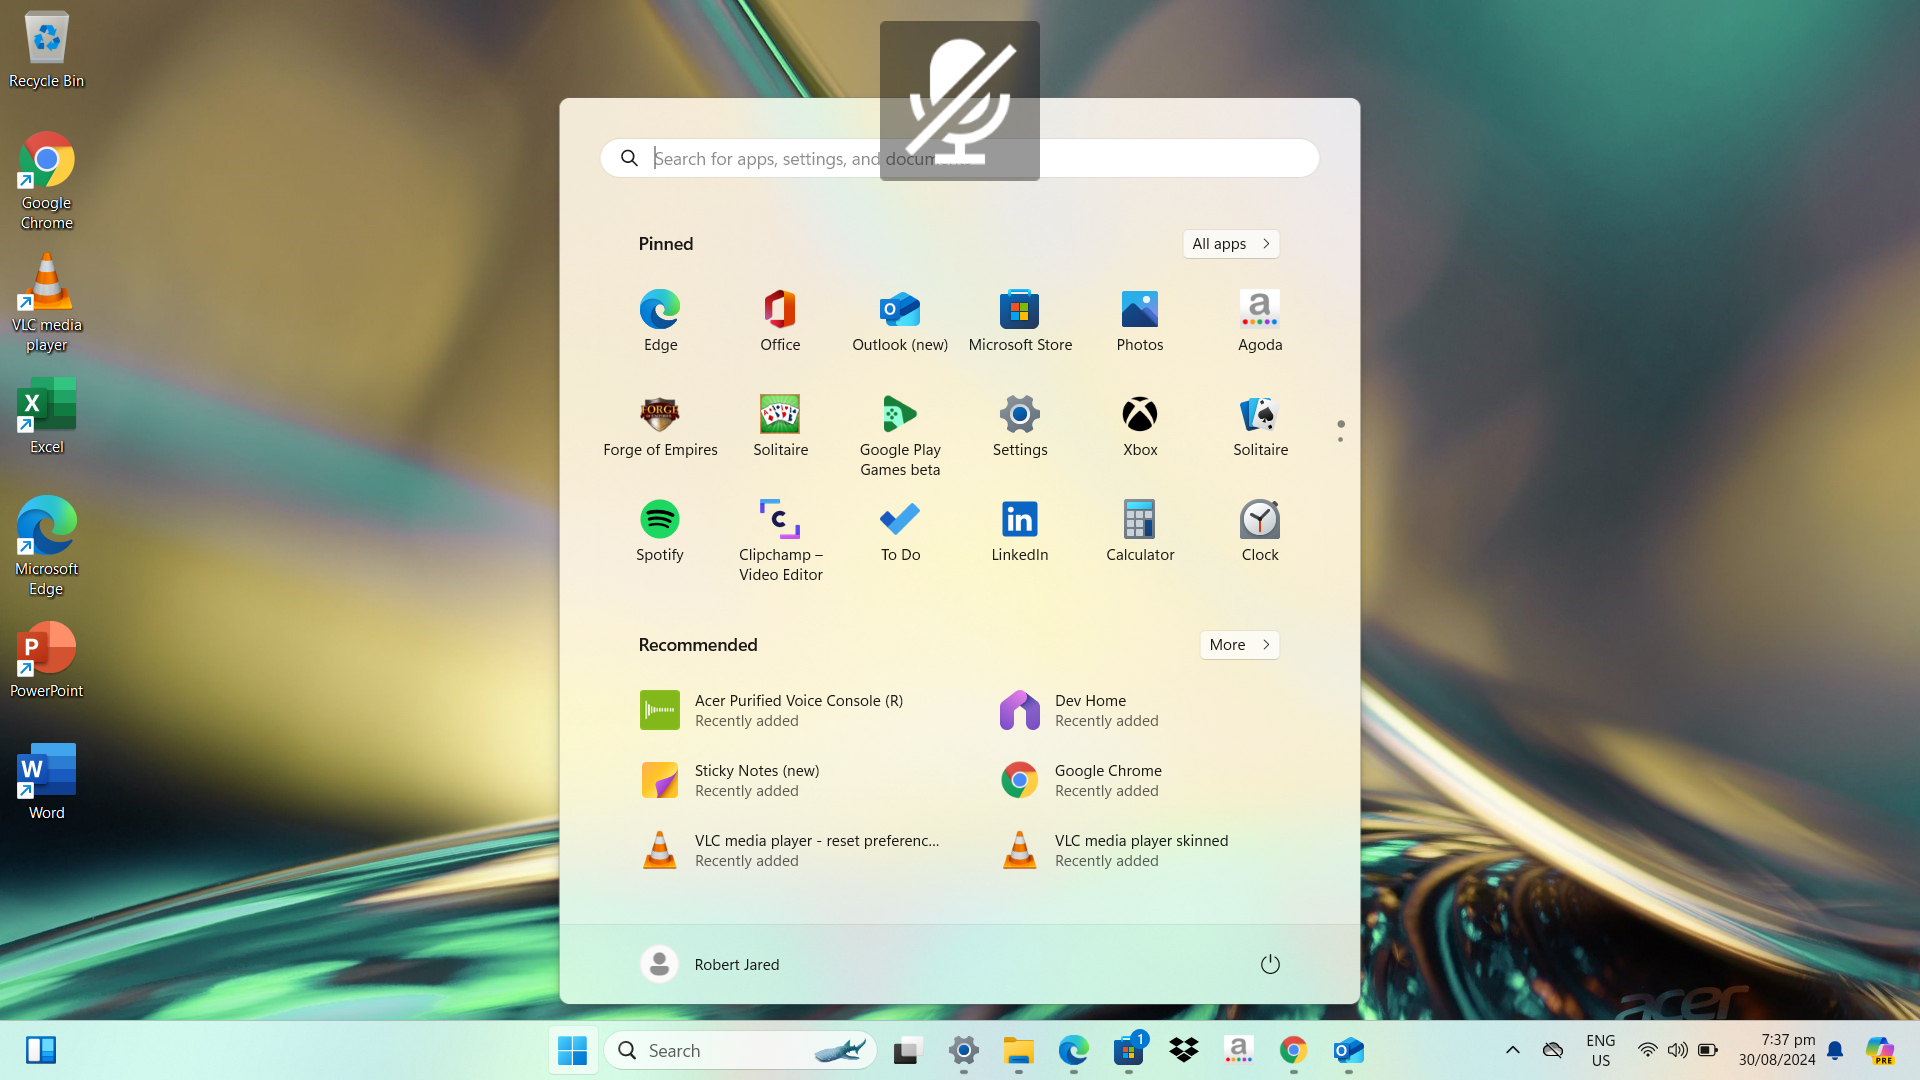 Recycle Bin
Google
Chrome
VLC media
player
Excel
Microsoft
Edge
PowerPoint
Word
Search for apps, settings, and
Pinned
All apps
Edge
Office
Outlook (new)
Microsoft Store
Photos
Agoda
Forge of Empires
Solitaire
Google Play
Games beta
Settings
Xbox
Solitaire
Spotify
Clipchamp –
Video Editor
To Do
LinkedIn
Calculator
Clock
Recommended
More
Acer Purified Voice Console (R)
Recently added
Dev Home
Recently added
Sticky Notes (new)
Recently added
Google Chrome
Recently added
VLC media player - reset preferenc...
Recently added
VLC media player skinned
Recently added
Robert Jared
acer
Search
1
ENG
US
7:37 pm
30/08/2024
PRE